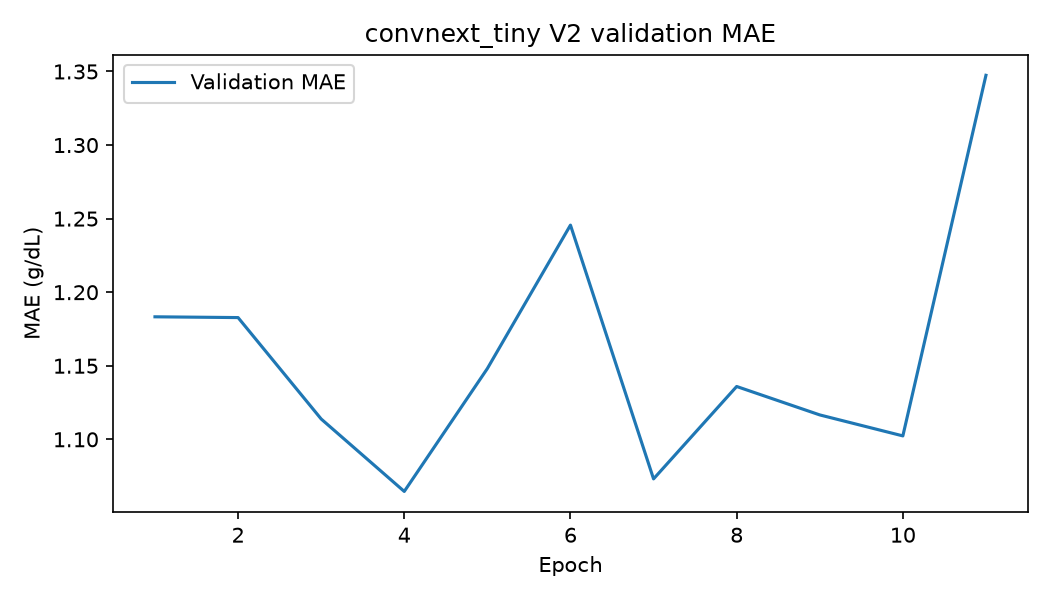 convnext_tiny V2 validation MAE
Validation MAE
MAE (g/dL)
1.35
1.30
1.25
1.20
1.15
1.10
2 4 6 8 10
Epoch